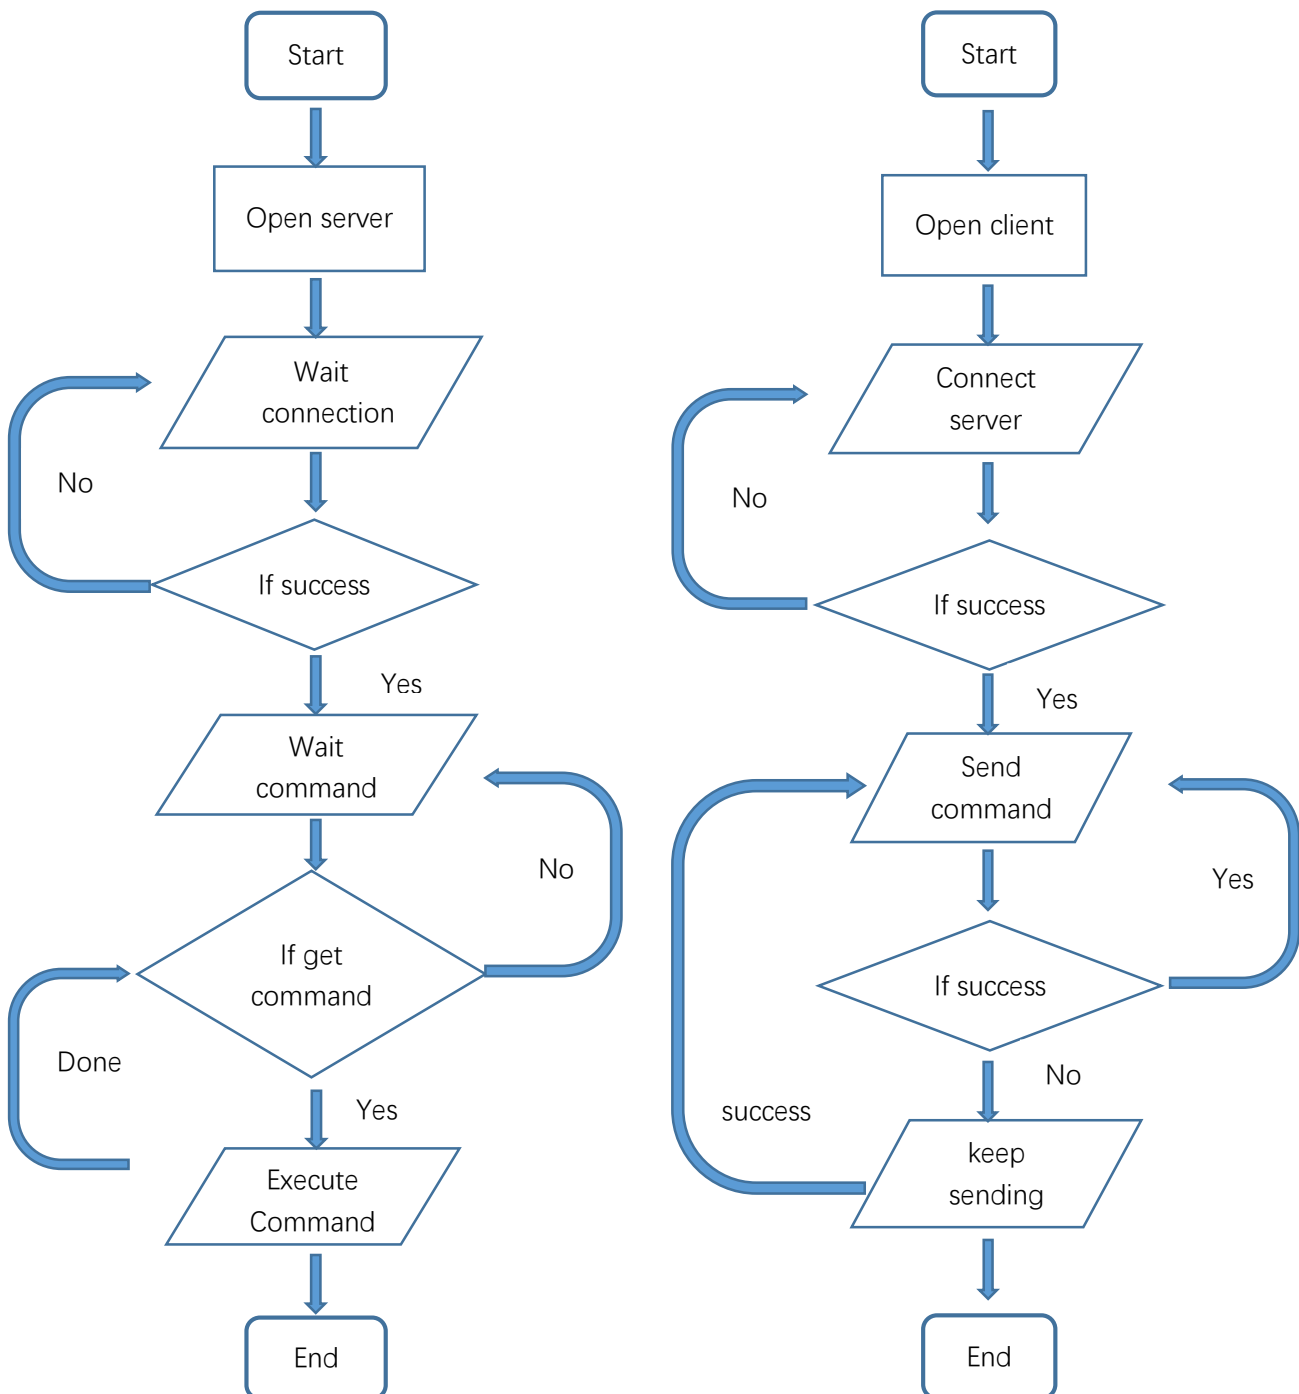 Start
Open server
Wait
connection
No
If success
Yes
Wait
command
No
If get
command
Done
Yes
Execute
Command
End
Start
Open client
Connect
server
No
If success
Yes
Send
command
Yes
If success
No
success
keep
sending
End